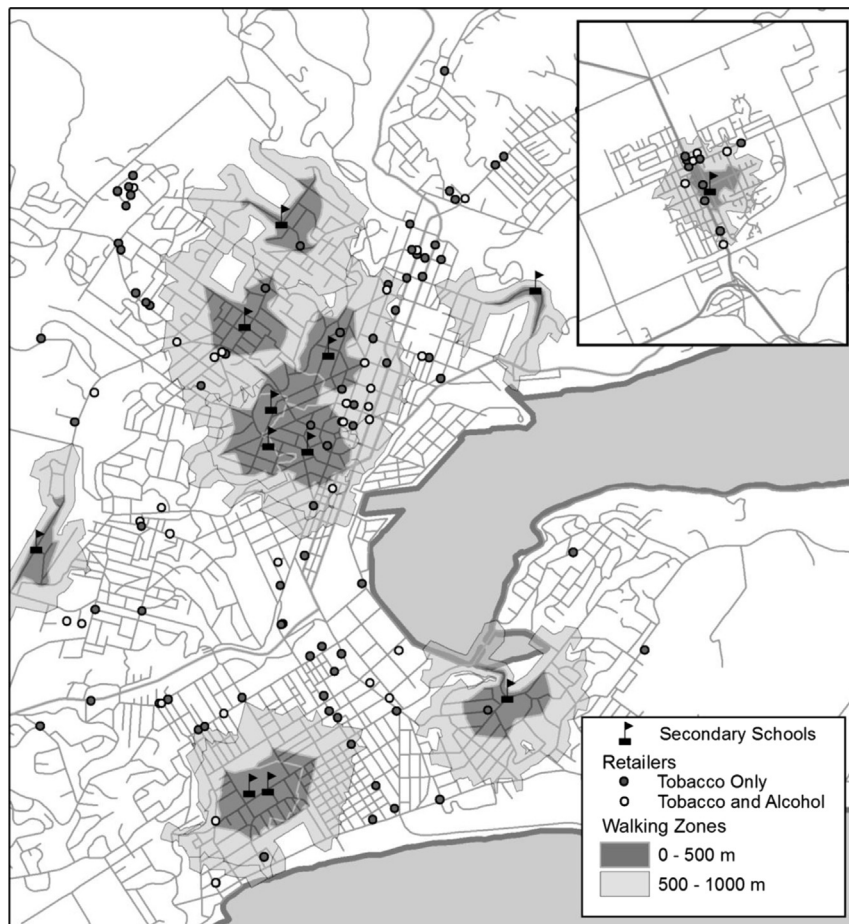 Secondary Schools
Retailers
Tobacco Only
Tobacco and Alcohol
Walking Zones
0 - 500 m
500 - 1000 m